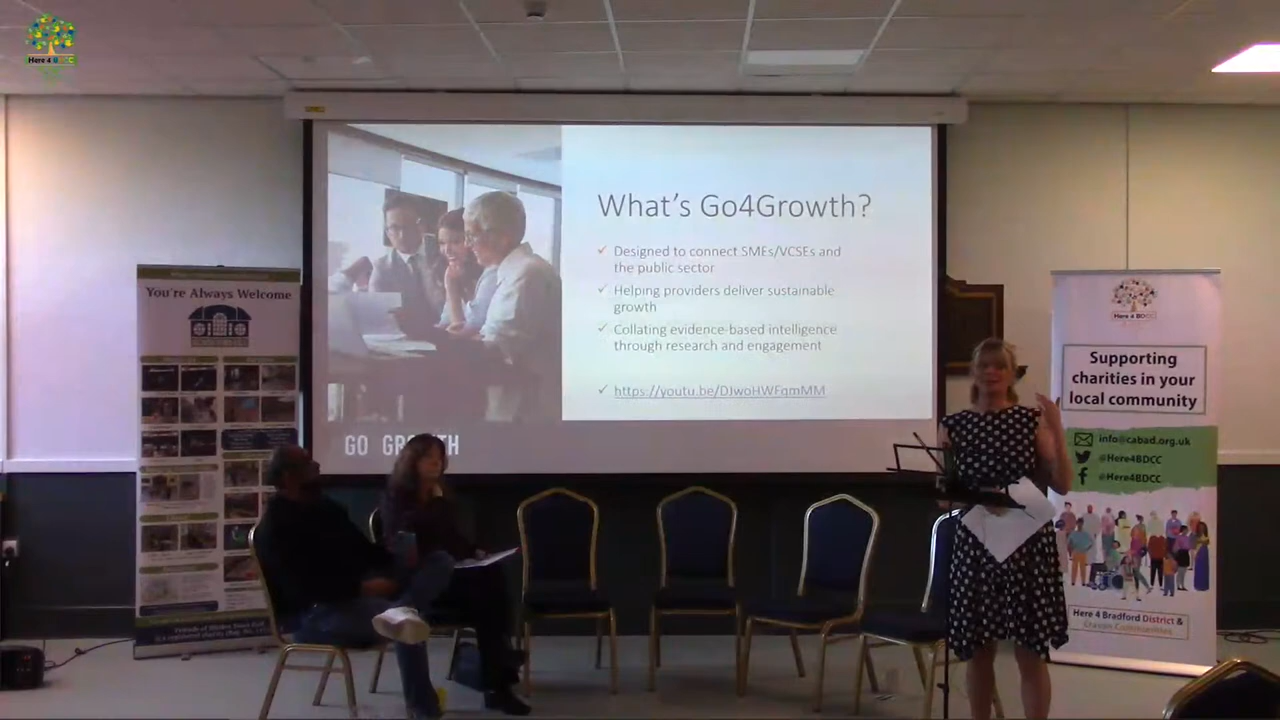 Here 4 BDCC
What's Go4Growth?
✓ Designed to connect SMEs/VCSEs and
the public sector
✓ Helping providers deliver sustainable
growth
✓ Collating evidence-based intelligence
through research and engagement
✓ https://youtu.be/DJwoHWFqmMM
GO GR WTH
You're Always Welcome
Here 4 BDCC
Supporting
charities in your
local community
info@cabad.org.uk
@Here4BDCC
@Here4BDCC
Here 4 Bradford District &
Craven Communities